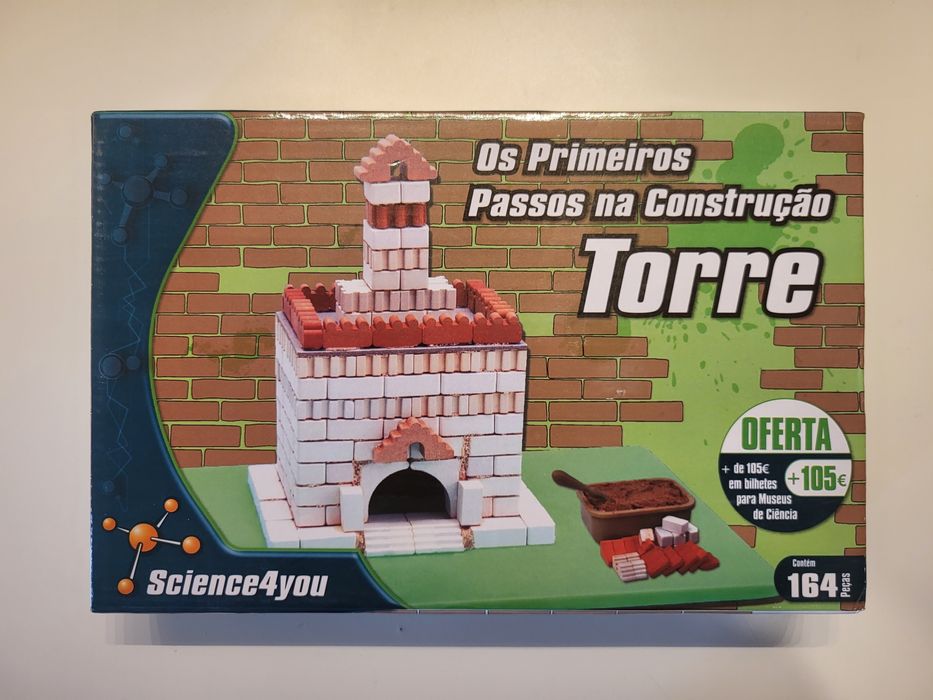 Os Primeiros
Passos na Construção
Torre
OFERTA
+ de 105€
em bilhetes
para Museus
de Ciência
+105€
Contém
164 Peças
Science4you